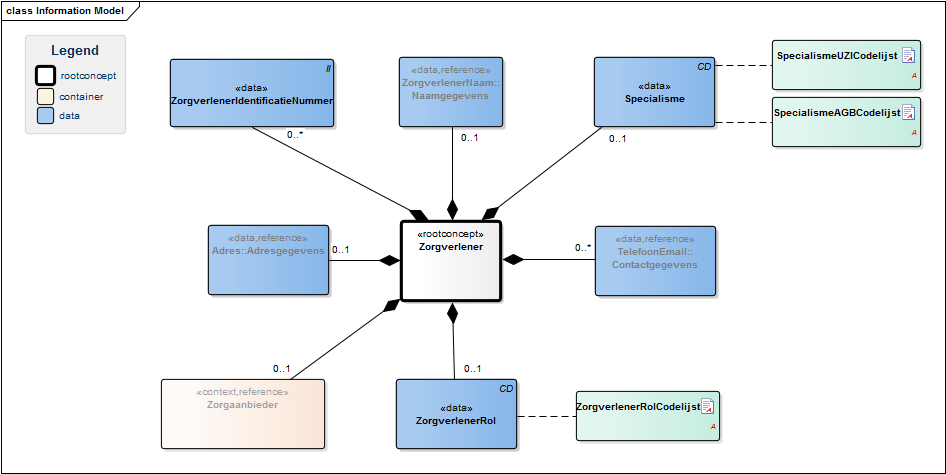 class Information Model
Legend
rootconcept
container
data
II
«data»
ZorgverlenerIdentificatieNummer
0..*
«data,reference»
ZorgverlenerNaam::
Naamgegevens
0..1
CD
«data»
Specialisme
0..1
SpecialismeUZICodelijst
A
SpecialismeAGBCodelijst
A
«data,reference»
Adres::Adresgegevens
0..1
«rootconcept»
Zorgverlener
0..*
«data,reference»
TelefoonEmail::
Contactgegevens
0..1
«context,reference»
Zorgaanbieder
0..1
CD
«data»
ZorgverlenerRol
ZorgverlenerRolCodelijst
A